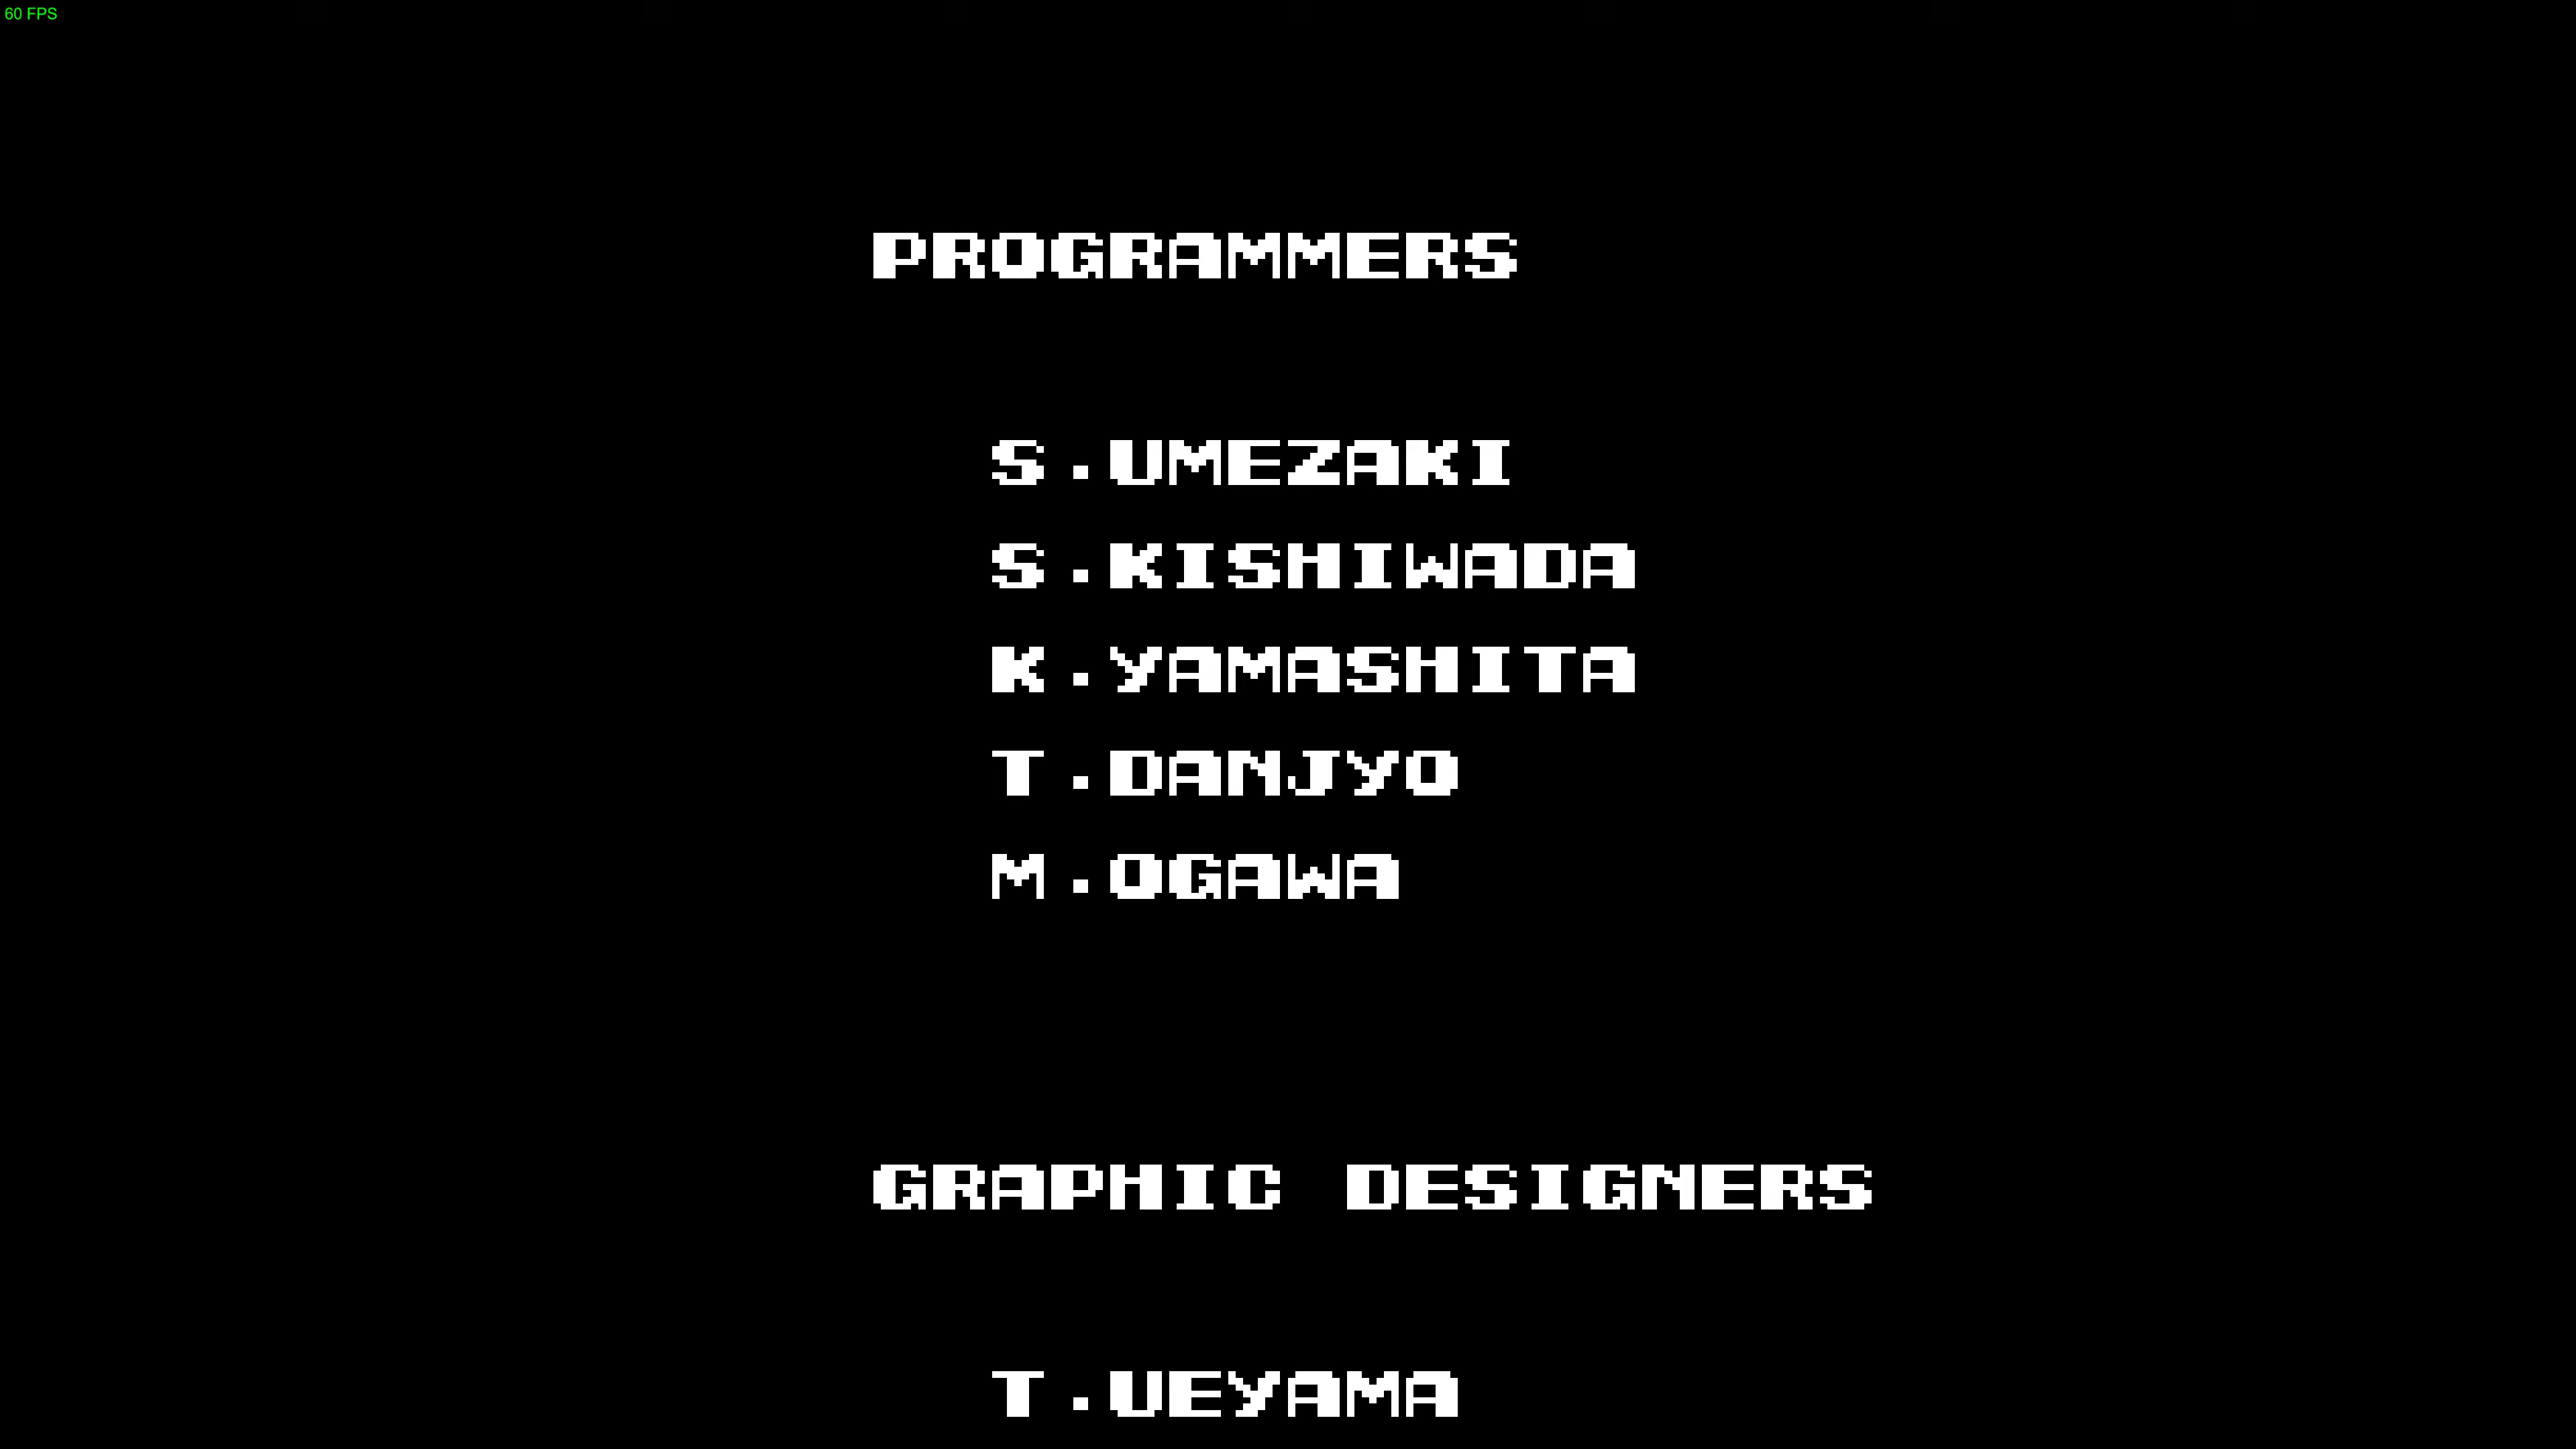 60 FPS
PROGRAMMERS
S.UMEZAKI
S.KISHIWADA
K.YAMASHITA
T.DANJYO
M.OGAWA
GRAPHIC DESIGNERS
T.UEYAMA